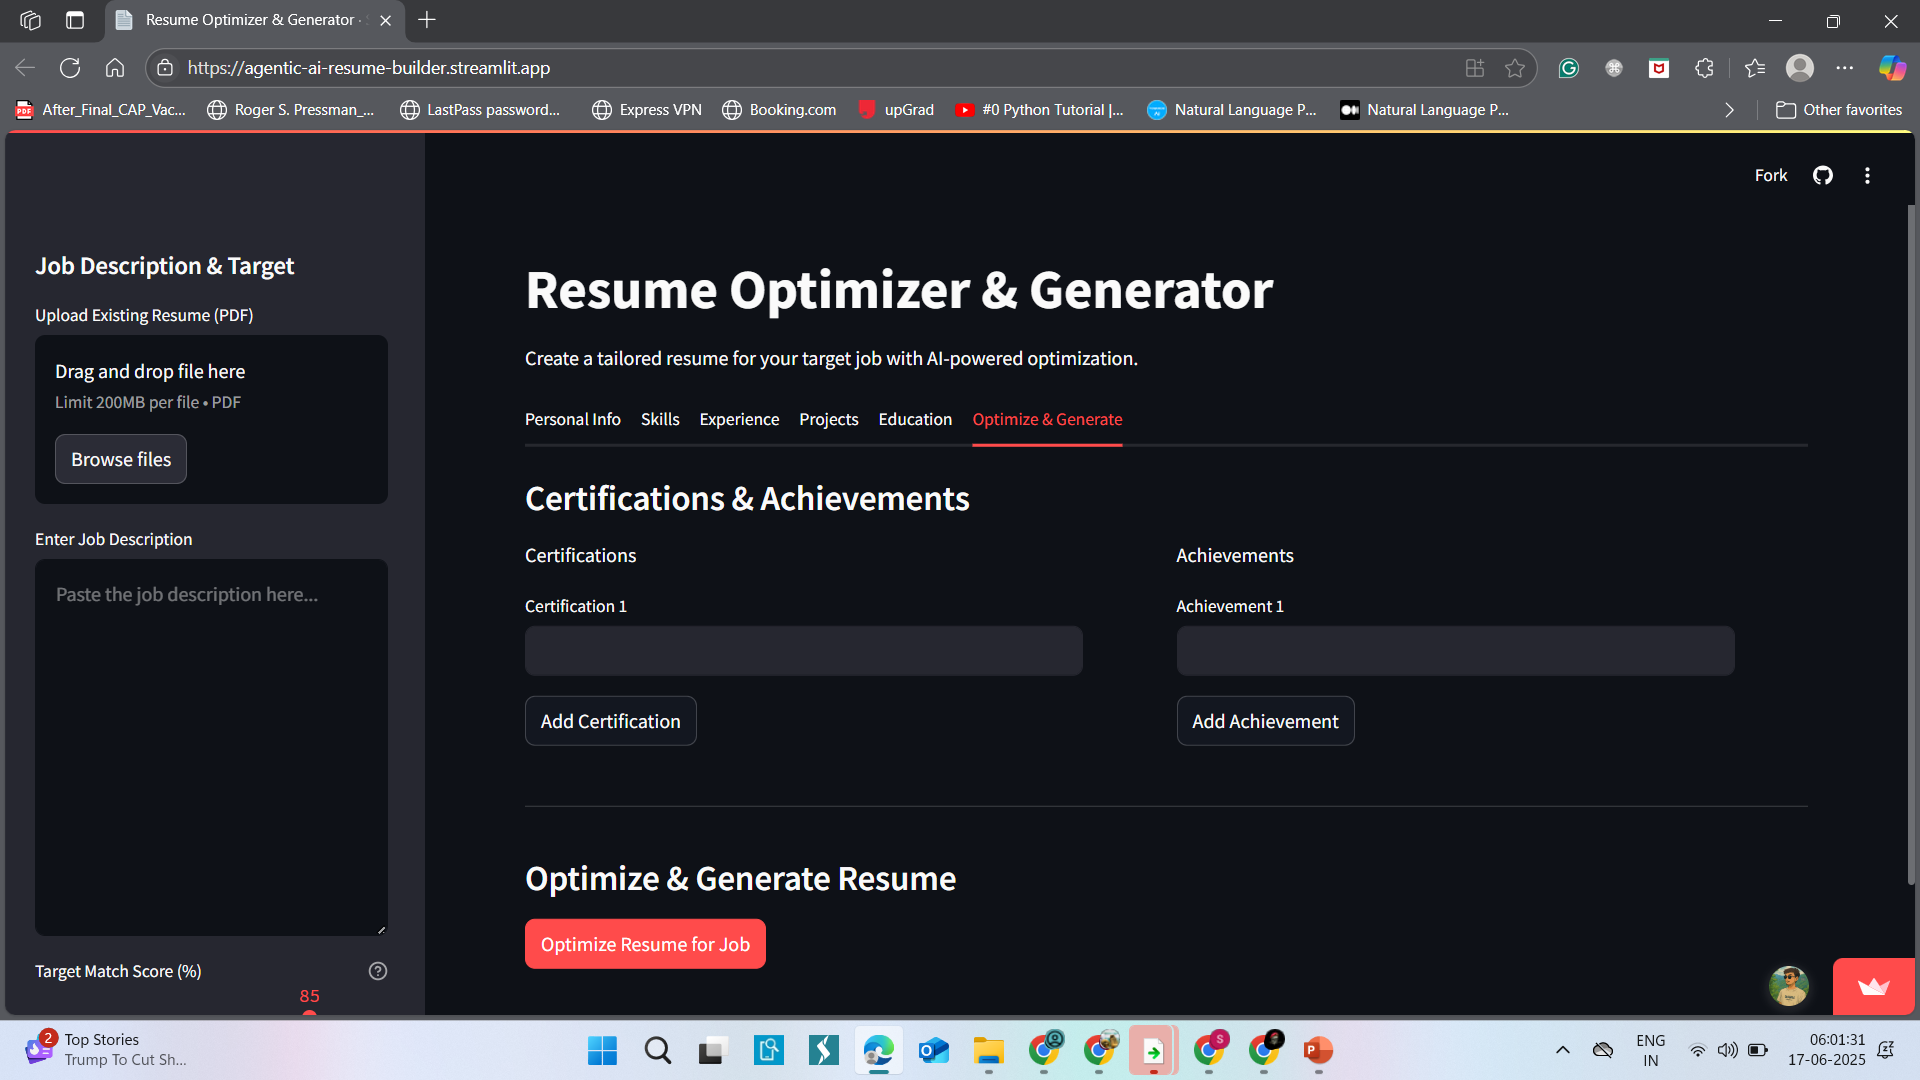 Resume Optimizer & Generator
https://agentic-ai-resume-builder.streamlit.app
After_Final_CAP_Vac...
Roger S. Pressman_...
LastPass password...
Express VPN
Booking.com
upGrad
#0 Python Tutorial |...
Natural Language P...
Natural Language P...
Other favorites
Fork
Job Description & Target
Upload Existing Resume (PDF)
Drag and drop file here
Limit 200MB per file • PDF
Browse files
Enter Job Description
Paste the job description here...
Target Match Score (%)
85
Resume Optimizer & Generator
Create a tailored resume for your target job with AI-powered optimization.
Personal Info Skills Experience Projects Education Optimize & Generate
Certifications & Achievements
Certifications
Certification 1
Add Certification
Achievements
Achievement 1
Add Achievement
Optimize & Generate Resume
Optimize Resume for Job
2
Top Stories
Trump To Cut Sh...
S
P
ENG
IN
06:01:31
17-06-2025